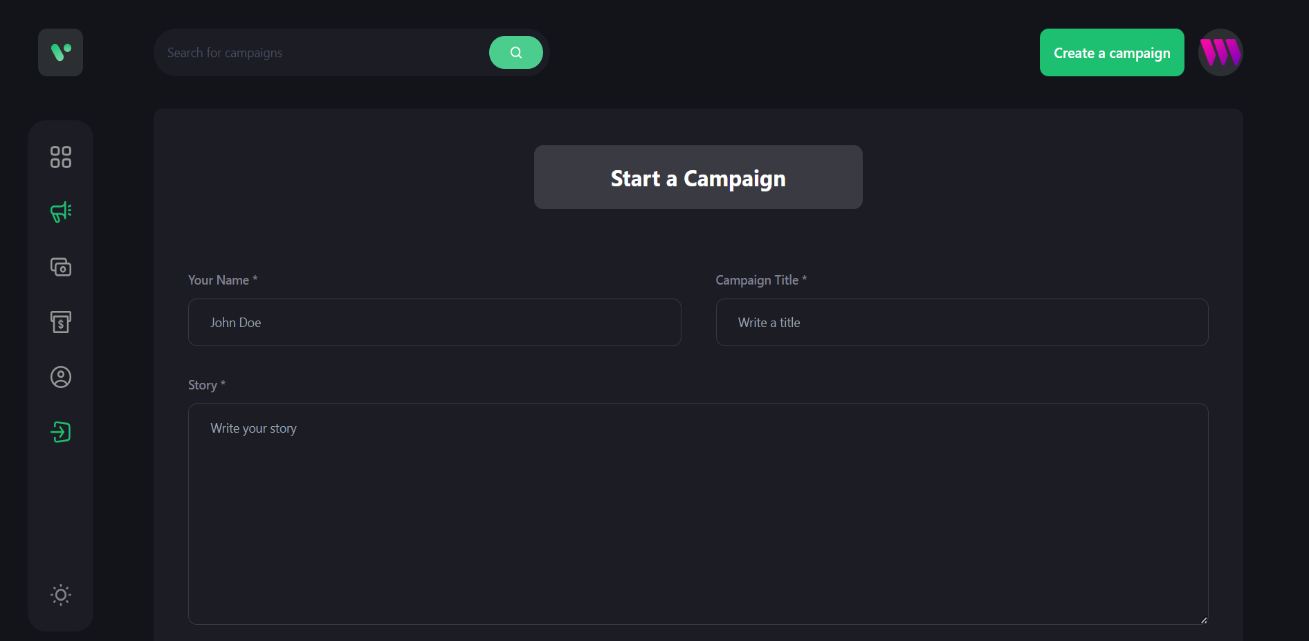 Search for campaigns
Create a campaign
Start a Campaign
Your Name *
Campaign Title *
John Doe
Write a title
Story *
Write your story